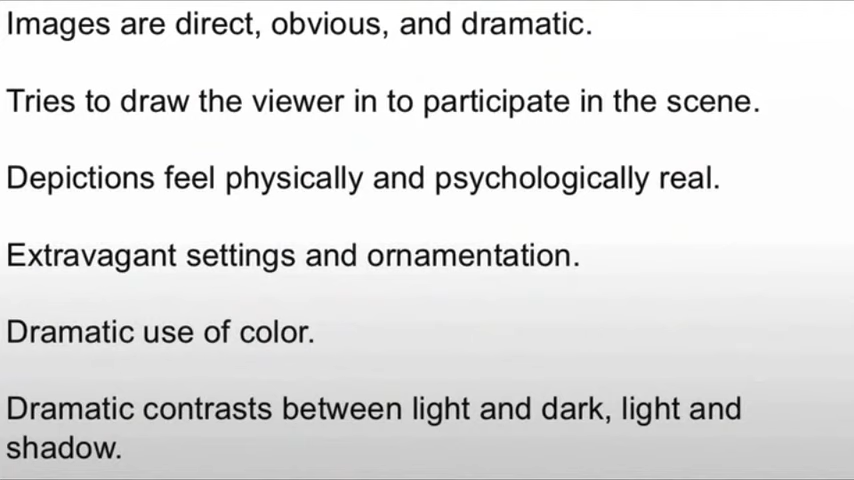 Images are direct, obvious, and dramatic.
Tries to draw the viewer in to participate in the scene.
Depictions feel physically and psychologically real.
Extravagant settings and ornamentation.
Dramatic use of color.
Dramatic contrasts between light and dark, light and
shadow.